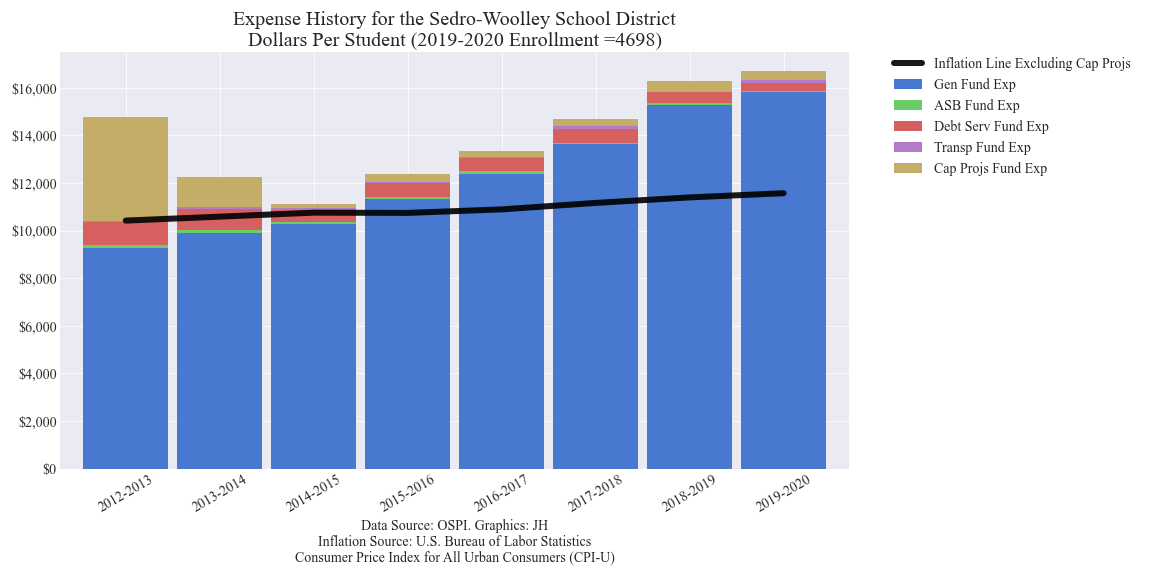 Expense History for the Sedro-Woolley School District
Dollars Per Student (2019-2020 Enrollment =4698)
Inflation Line Excluding Cap Projs
Gen Fund Exp
ASB Fund Exp
Debt Serv Fund Exp
Transp Fund Exp
Cap Projs Fund Exp
$16,000
$14,000
$12,000
$10,000
$8,000
$6,000
$4,000
$2,000
$0
2012-2013
2013-2014
2014-2015
2015-2016
2016-2017
2017-2018
2018-2019
2019-2020
Data Source: OSPI. Graphics: JH
Inflation Source: U.S. Bureau of Labor Statistics
Consumer Price Index for All Urban Consumers (CPI-U)